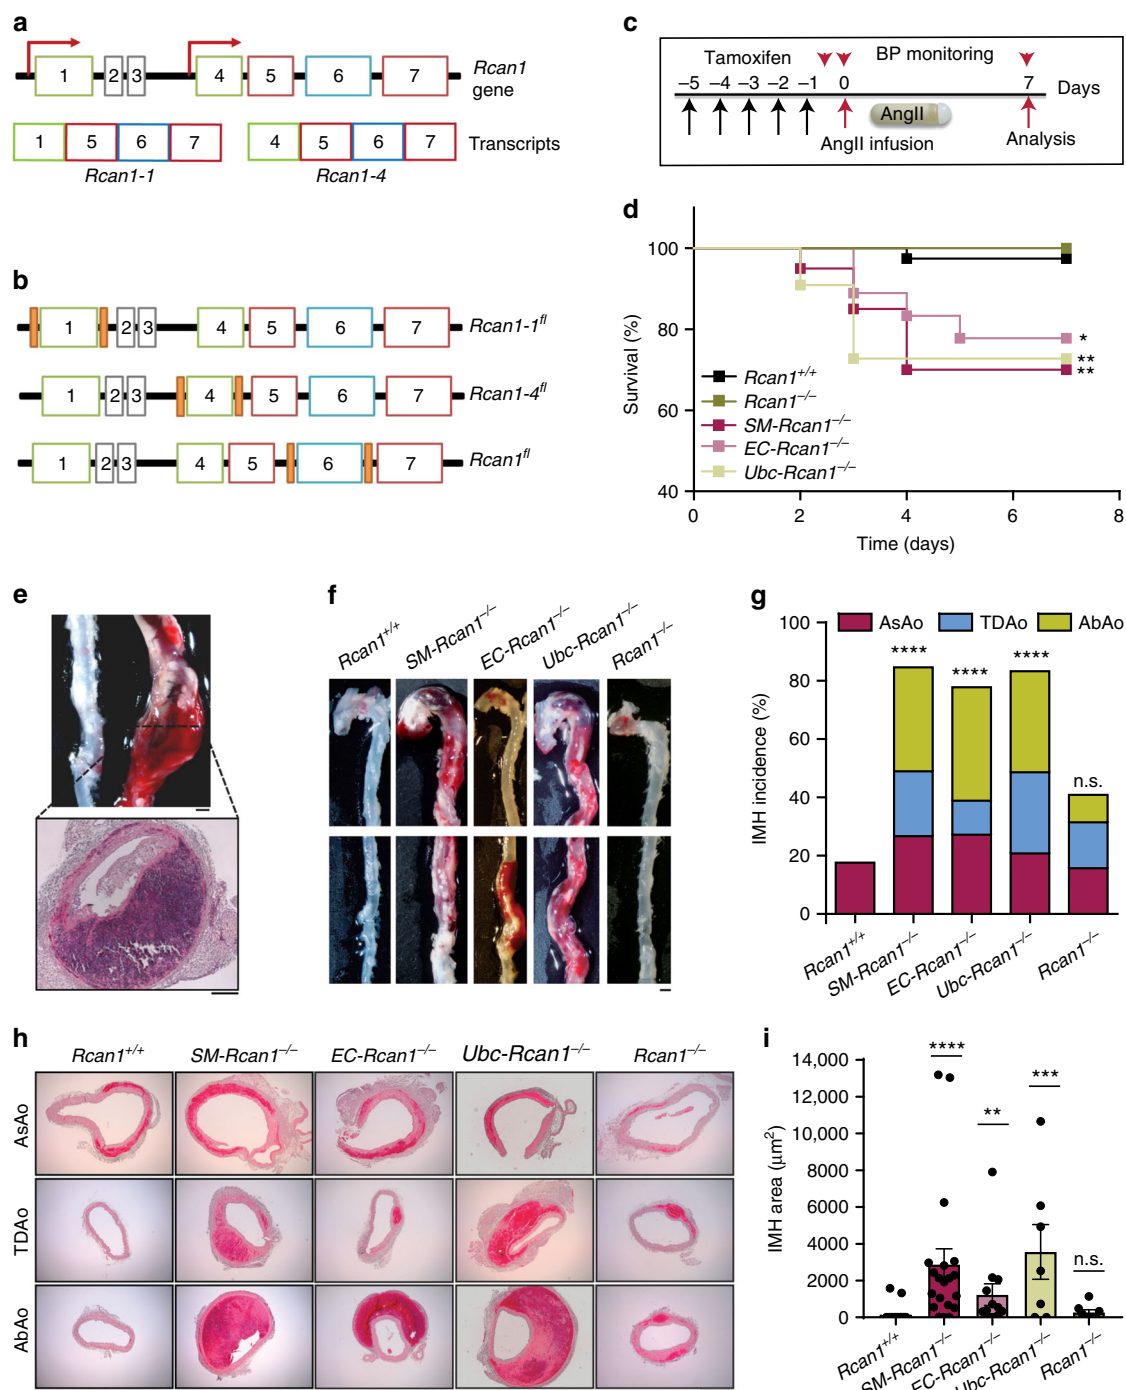 a
1 2 3 4 5 6 7 Rcan1 gene
1 5 6 7 4 5 6 7 Transcripts
Rcan1-1 Rcan1-4
b
1 2 3 4 5 6 7 Rcan1-1^fl
1 2 3 4 5 6 7 Rcan1-4^fl
1 2 3 4 5 6 7 Rcan1^fl
c
Tamoxifen BP monitoring
–5 –4 –3 –2 –1 0 7 Days
AngII
AngII infusion Analysis
d
Survival (%)
100
80
60
40
0 2 4 6 8
Time (days)
Rcan1+/+
Rcan1–/–
SM-Rcan1–/–
EC-Rcan1–/–
Ubc-Rcan1–/–
*
**
**
e
f
Rcan1+/+ SM-Rcan1–/– EC-Rcan1–/– Ubc-Rcan1–/– Rcan1–/–
g
AsAo TDAo AbAo
IMH incidence (%)
100
80
60
40
20
0
**** **** **** n.s.
Rcan1+/+ SM-Rcan1–/– EC-Rcan1–/– Ubc-Rcan1–/– Rcan1–/–
h
Rcan1+/+ SM-Rcan1–/– EC-Rcan1–/– Ubc-Rcan1–/– Rcan1–/–
AsAo
TDAo
AbAo
i
IMH area (µm²)
14,000
12,000
10,000
8000
6000
4000
2000
0
**** ** *** n.s.
Rcan1+/+ SM-Rcan1–/– EC-Rcan1–/– Ubc-Rcan1–/– Rcan1–/–